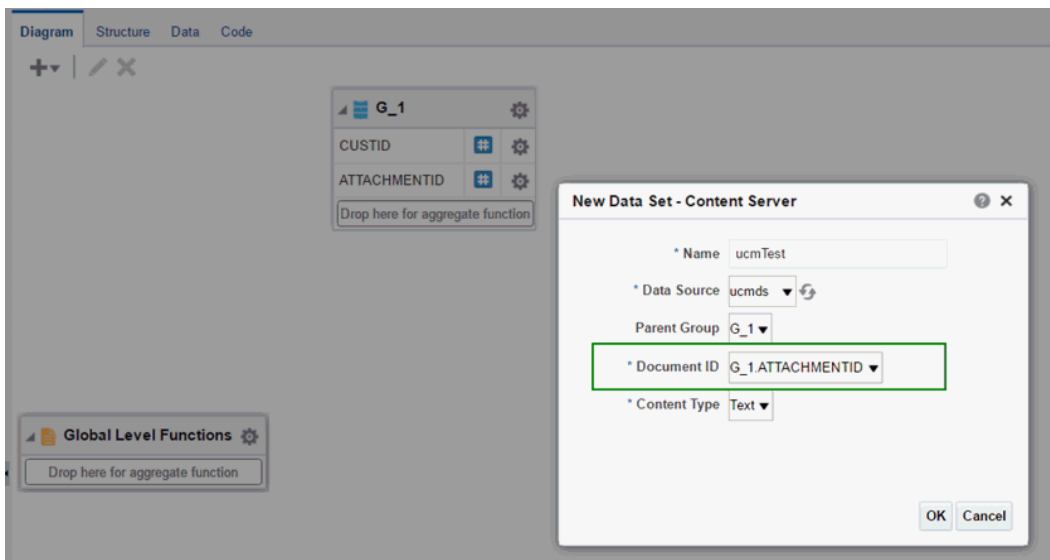 Diagram Structure Data Code
G_1
CUSTID
ATTACHMENTID
Drop here for aggregate function
New Data Set - Content Server
* Name ucmTest
* Data Source ucmds
Parent Group G_1
* Document ID G_1.ATTACHMENTID
* Content Type Text
OK Cancel
Global Level Functions
Drop here for aggregate function